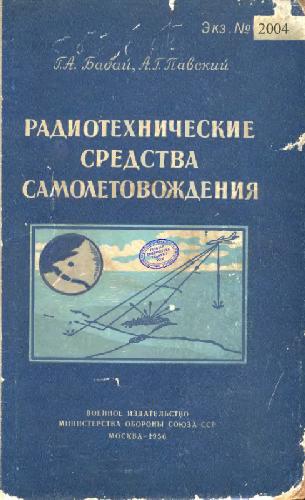 Экз. № 2004
Г.А. Бабай, А.Г. Павский
РАДИОТЕХНИЧЕСКИЕ
СРЕДСТВА
САМОЛЕТОВОЖДЕНИЯ
ВОЕННОЕ ИЗДАТЕЛЬСТВО
МИНИСТЕРСТВА ОБОРОНЫ СОЮЗА ССР
МОСКВА—1956